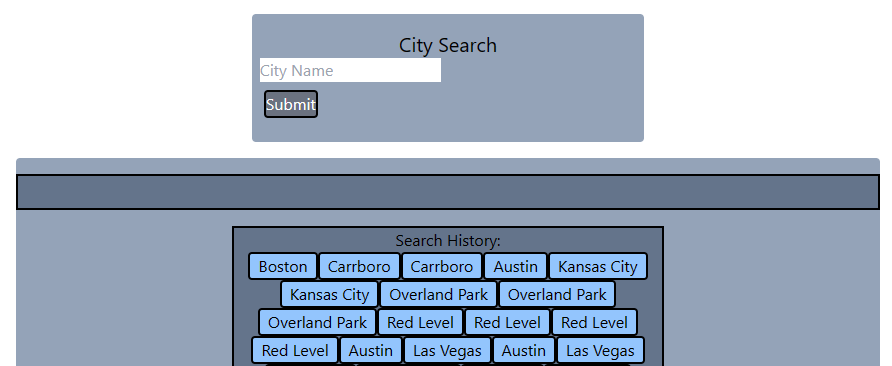 City Search
City Name
Submit
Search History:
Boston Carrboro Carrboro Austin Kansas City
Kansas City Overland Park Overland Park
Overland Park Red Level Red Level Red Level
Red Level Austin Las Vegas Austin Las Vegas